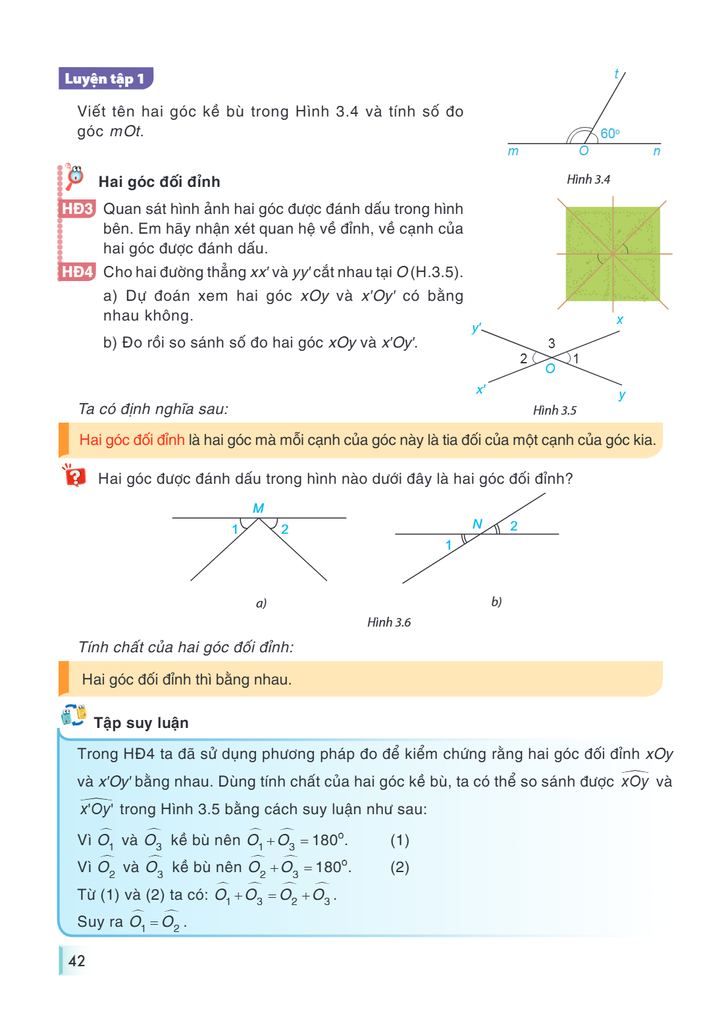 Luyện tập 1
Viết tên hai góc kề bù trong Hình 3.4 và tính số đo
góc mOt.
t
60º
m
O
n
Hình 3.4
Hai góc đối đỉnh
HĐ3 Quan sát hình ảnh hai góc được đánh dấu trong hình
bên. Em hãy nhận xét quan hệ về đỉnh, về cạnh của
hai góc được đánh dấu.
HĐ4 Cho hai đường thẳng xx' và yy' cắt nhau tại O (H.3.5).
a) Dự đoán xem hai góc xOy và x'Oy' có bằng
nhau không.
b) Đo rồi so sánh số đo hai góc xOy và x'Oy'.
y'
x
3
2
1
O
x'
y
Hình 3.5
Ta có định nghĩa sau:
Hai góc đối đỉnh là hai góc mà mỗi cạnh của góc này là tia đối của một cạnh của góc kia.
? Hai góc được đánh dấu trong hình nào dưới đây là hai góc đối đỉnh?
M
1
2
a)
N
2
1
b)
Hình 3.6
Tính chất của hai góc đối đỉnh:
Hai góc đối đỉnh thì bằng nhau.
Tập suy luận
Trong HĐ4 ta đã sử dụng phương pháp đo để kiểm chứng rằng hai góc đối đỉnh xOy
và x'Oy' bằng nhau. Dùng tính chất của hai góc kề bù, ta có thể so sánh được xOy và
x'Oy' trong Hình 3.5 bằng cách suy luận như sau:
Vì O₁ và O₃ kề bù nên O₁ + O₃ = 180º. (1)
Vì O₂ và O₃ kề bù nên O₂ + O₃ = 180º. (2)
Từ (1) và (2) ta có: O₁ + O₃ = O₂ + O₃.
Suy ra O₁ = O₂.
42